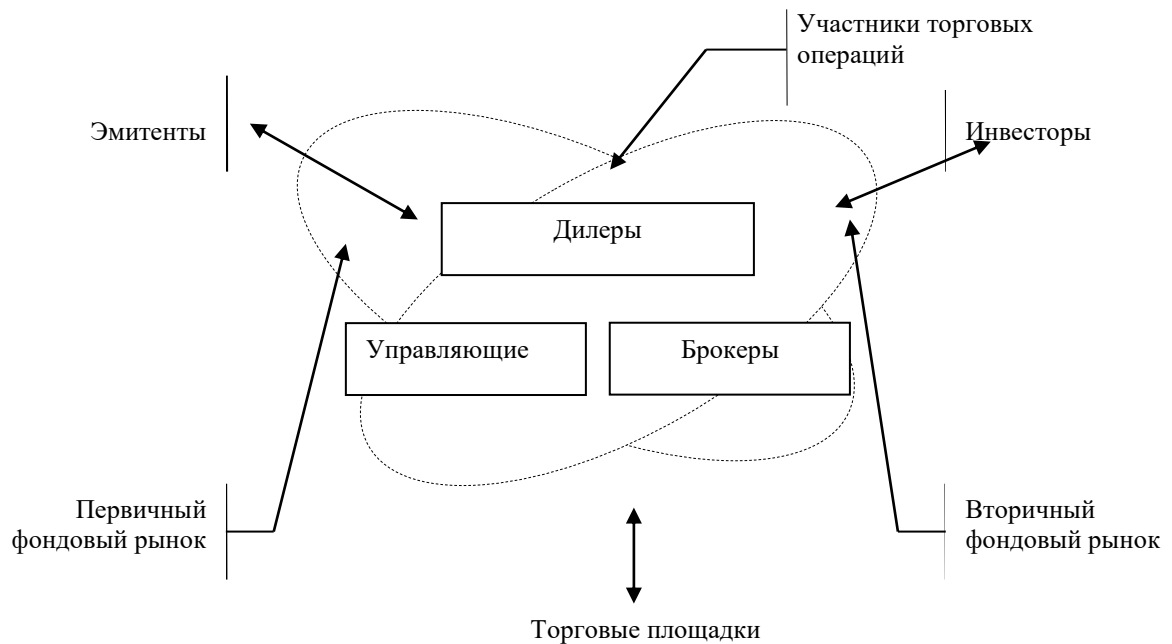 Участники торговых
операций
Эмитенты
Инвесторы
Дилеры
Управляющие
Брокеры
Первичный
фондовый рынок
Вторичный
фондовый рынок
Торговые площадки